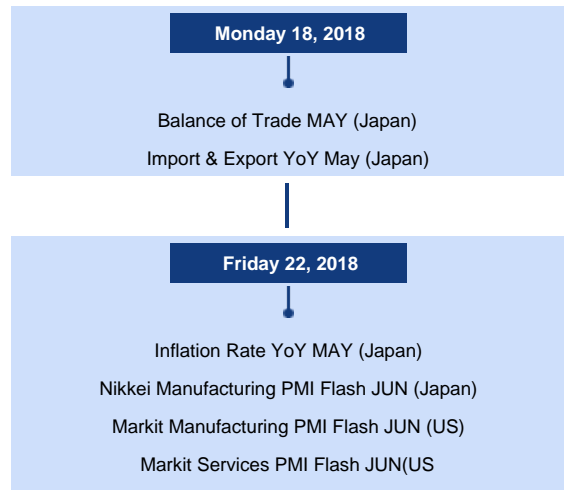 Monday 18, 2018
Balance of Trade MAY (Japan)
Import & Export YoY May (Japan)
Friday 22, 2018
Inflation Rate YoY MAY (Japan)
Nikkei Manufacturing PMI Flash JUN (Japan)
Markit Manufacturing PMI Flash JUN (US)
Markit Services PMI Flash JUN(US